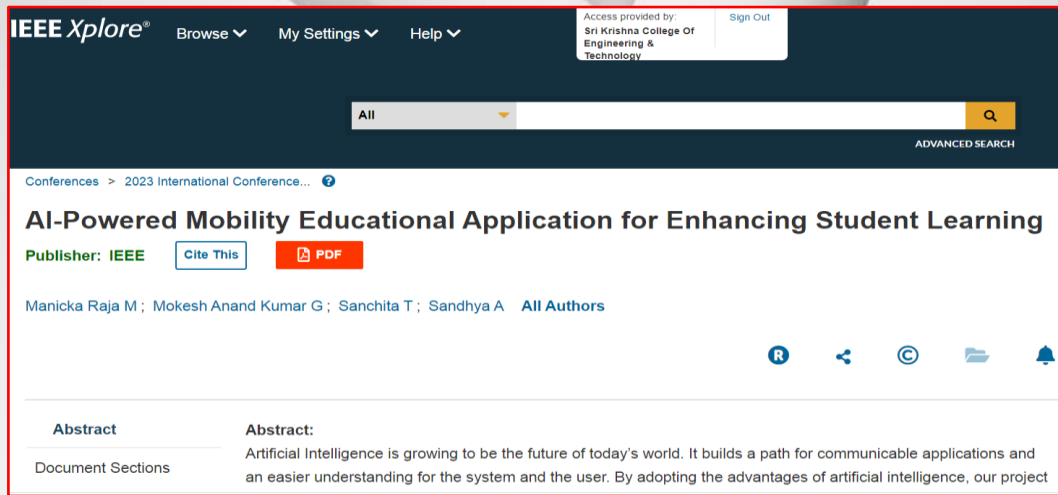 IEEE Xplore® Browse My Settings Help
Access provided by:
Sri Krishna College Of
Engineering &
Technology
Sign Out
All
ADVANCED SEARCH
Conferences > 2023 International Conference...
AI-Powered Mobility Educational Application for Enhancing Student Learning
Publisher: IEEE Cite This PDF
Manicka Raja M ; Mokesh Anand Kumar G ; Sanchita T ; Sandhya A All Authors
R ©
Abstract
Document Sections
Abstract:
Artificial Intelligence is growing to be the future of today's world. It builds a path for communicable applications and
an easier understanding for the system and the user. By adopting the advantages of artificial intelligence, our project